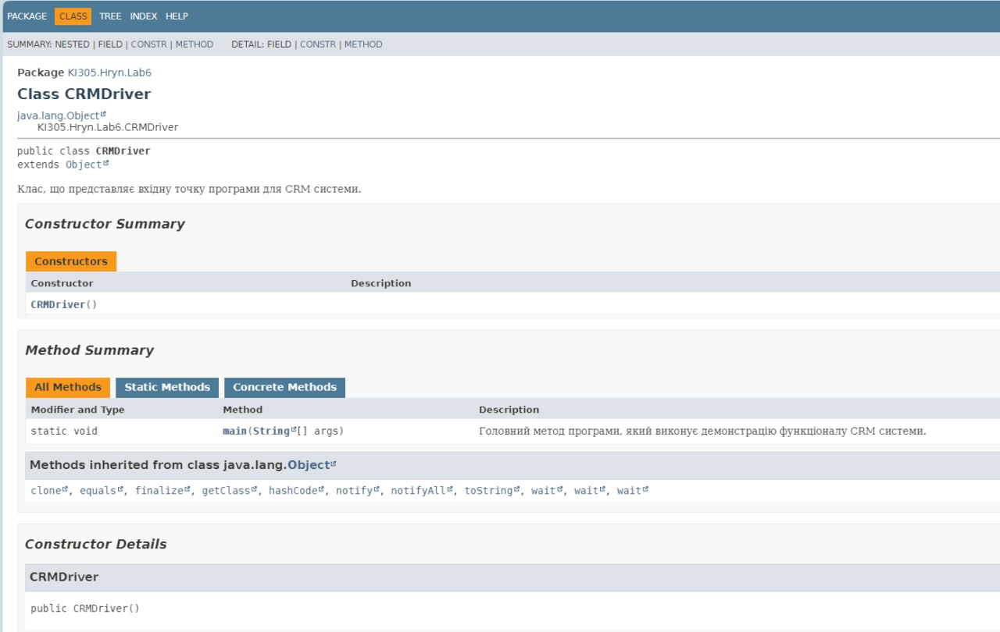 PACKAGE CLASS TREE INDEX HELP
SUMMARY: NESTED | FIELD | CONSTR | METHOD DETAIL: FIELD | CONSTR | METHOD
Package KI305.Hryn.Lab6
Class CRMDriver
java.lang.Object
KI305.Hryn.Lab6.CRMDriver
public class CRMDriver
extends Object
Клас, що представляє вхідну точку програми для CRM системи.
Constructor Summary
Constructors
Constructor Description
CRMDriver()
Method Summary
All Methods Static Methods Concrete Methods
Modifier and Type Method Description
static void main(String[] args) Головний метод програми, який виконує демонстрацію функціоналу CRM системи.
Methods inherited from class java.lang.Object
clone, equals, finalize, getClass, hashCode, notify, notifyAll, toString, wait, wait, wait
Constructor Details
CRMDriver
public CRMDriver()